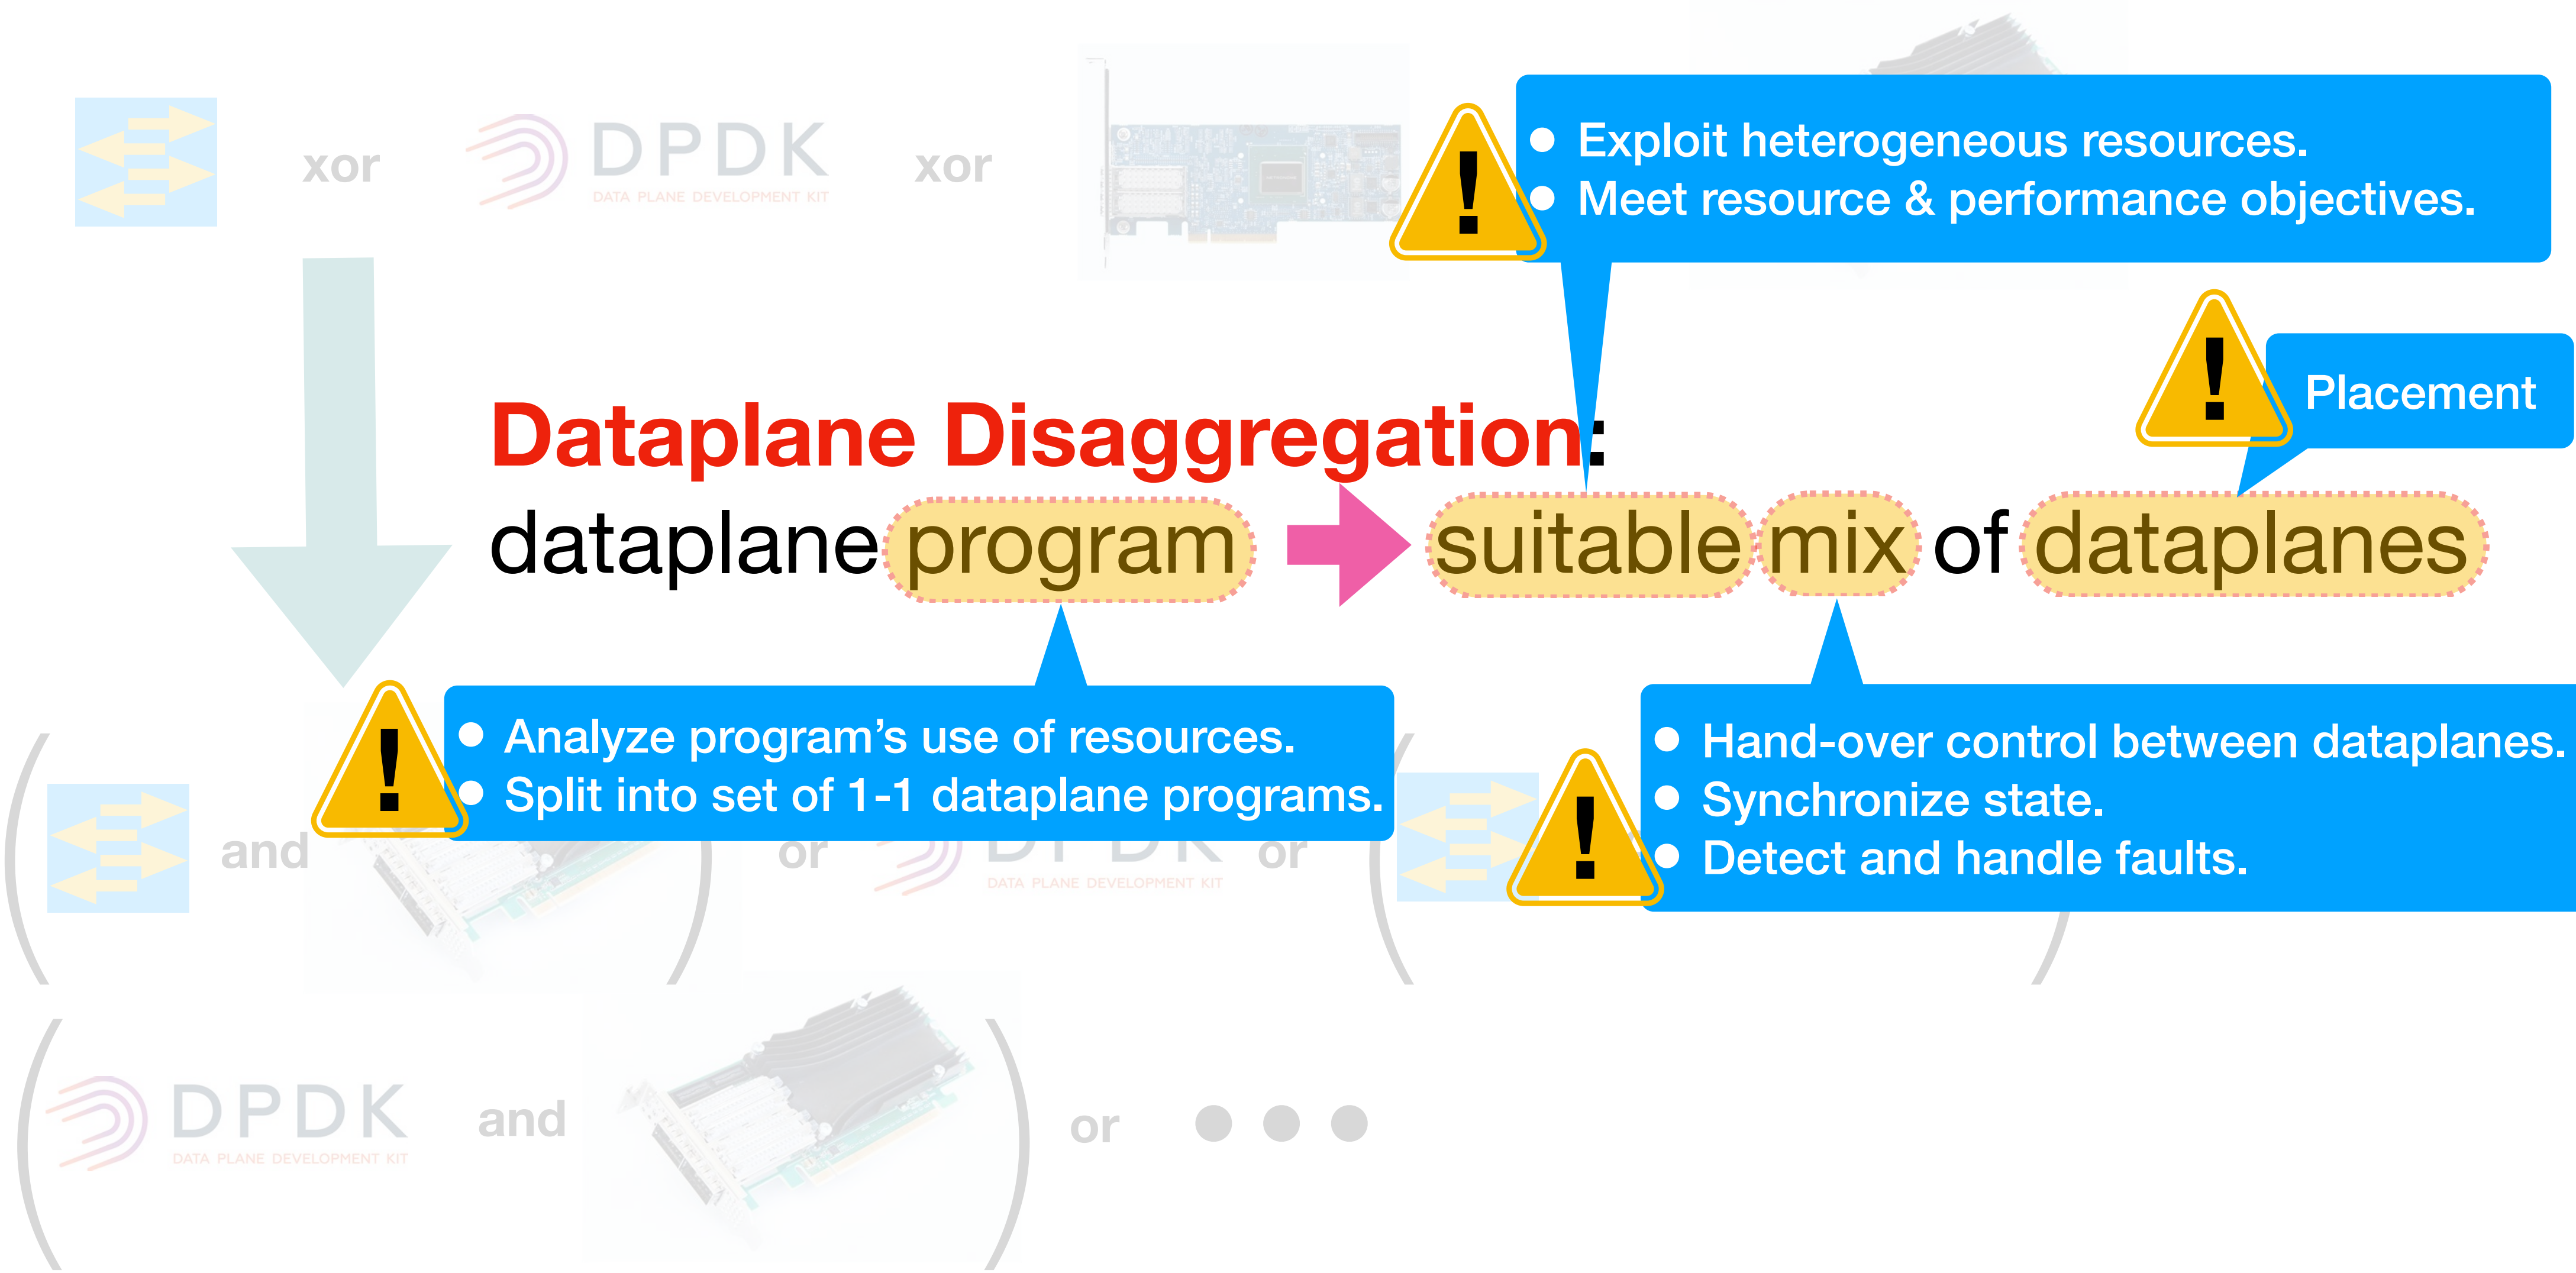 xor
DPDK
DATA PLANE DEVELOPMENT KIT
xor
! • Exploit heterogeneous resources.
• Meet resource & performance objectives.
! Placement
Dataplane Disaggregation:
dataplane program suitable mix of dataplanes
! • Analyze program's use of resources.
• Split into set of 1-1 dataplane programs.
! • Hand-over control between dataplanes.
• Synchronize state.
• Detect and handle faults.
( and ) or DPDK or ( )
DATA PLANE DEVELOPMENT KIT
( DPDK and ) or • • •
DATA PLANE DEVELOPMENT KIT